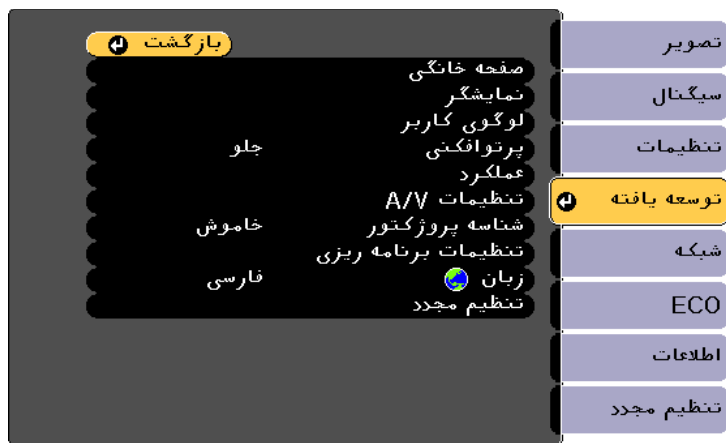 تصویر
سیگنال
تنظیمات
توسعه یافته
شبکه
ECO
اطلاعات
تنظیم مجدد
بازگشت
صفحه خانگی
نمایشگر
لوگوی کاربر
پرتوافکنی جلو
عملکرد
تنظیمات A/V
شناسه پروژکتور خاموش
تنظیمات برنامه ریزی
زبان فارسی
تنظیم مجدد